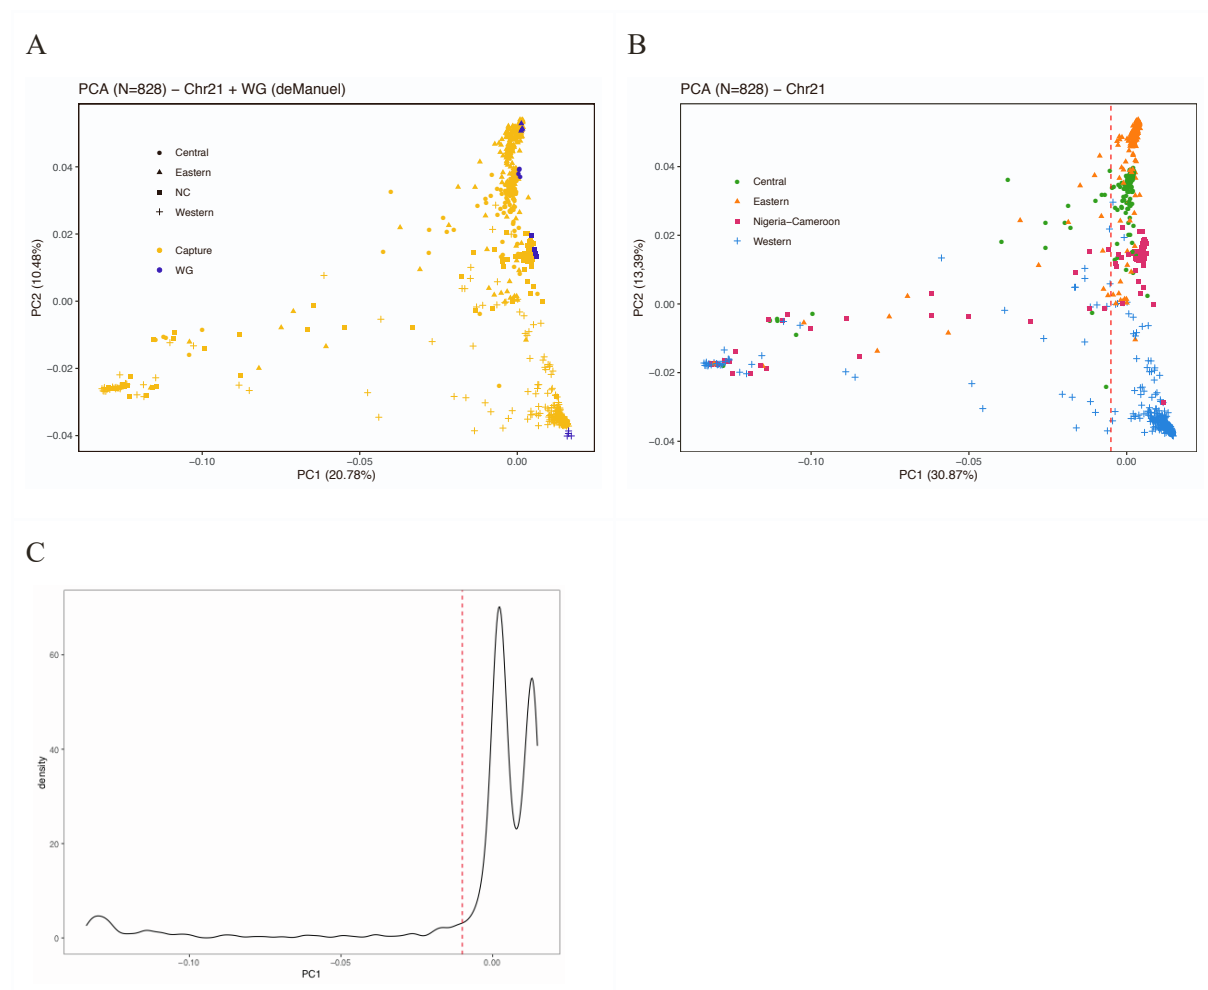 A
B
PCA (N=828) − Chr21 + WG (deManuel)
Central
Eastern
NC
Western
Capture
WG
0.04
0.02
0.00
−0.02
−0.04
PC2 (10.48%)
−0.10
−0.05
0.00
PC1 (20.78%)
PCA (N=828) − Chr21
Central
Eastern
Nigeria−Cameroon
Western
0.04
0.02
0.00
−0.02
−0.04
PC2 (13.39%)
−0.10
−0.05
0.00
PC1 (30.87%)
C
60
40
20
0
density
−0.10
−0.05
0.00
PC1